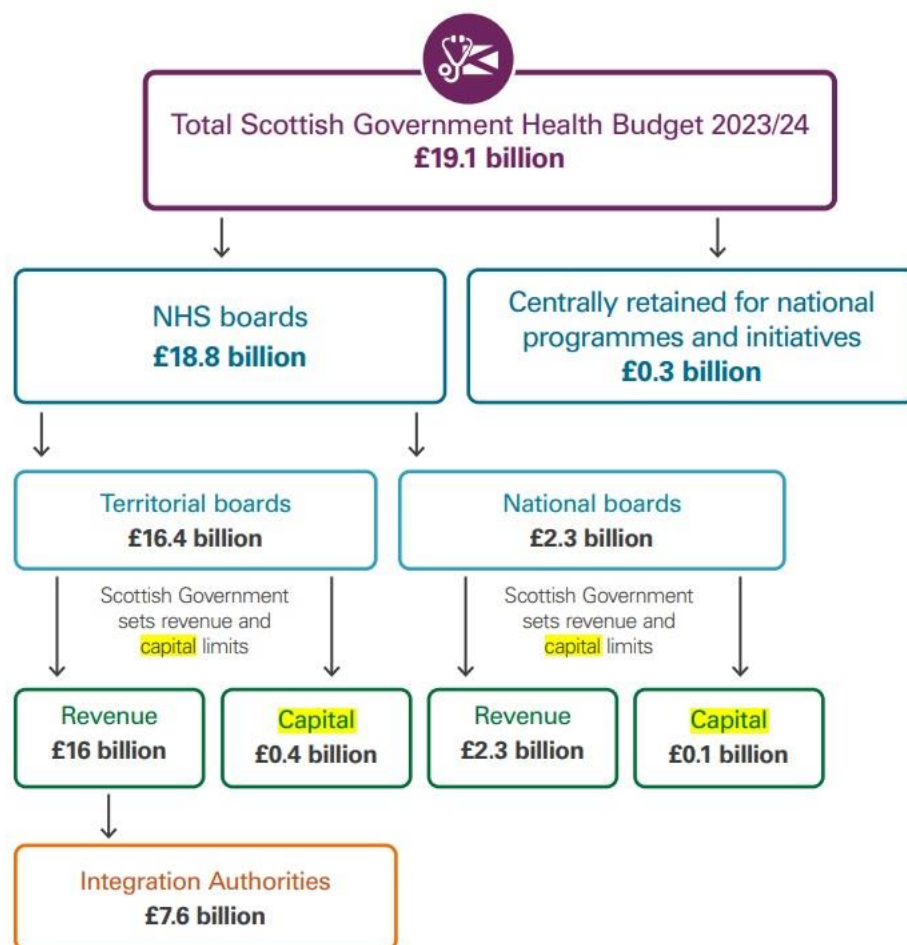 Total Scottish Government Health Budget 2023/24
£19.1 billion
NHS boards
£18.8 billion
Centrally retained for national
programmes and initiatives
£0.3 billion
Territorial boards
£16.4 billion
National boards
£2.3 billion
Scottish Government
sets revenue and
capital limits
Scottish Government
sets revenue and
capital limits
Revenue
£16 billion
Capital
£0.4 billion
Revenue
£2.3 billion
Capital
£0.1 billion
Integration Authorities
£7.6 billion